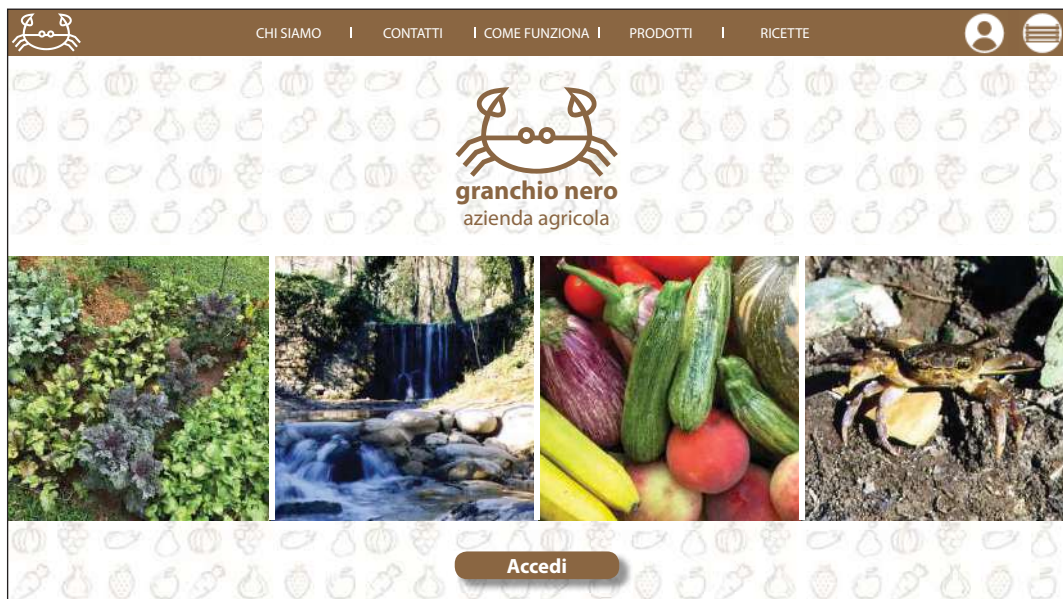 CHI SIAMO | CONTATTI | COME FUNZIONA | PRODOTTI | RICETTE
granchio nero
azienda agricola
Accedi